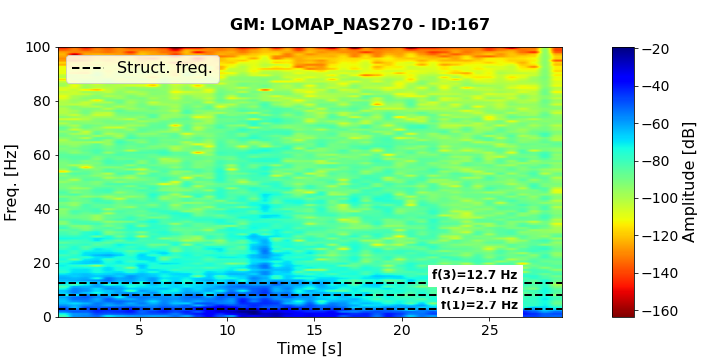 GM: LOMAP_NAS270 - ID:167
Struct. freq.
100
80
60
40
20
0
Freq. [Hz]
5
10
15
20
25
Time [s]
f(3)=12.7 Hz
f(2)=8.1 Hz
f(1)=2.7 Hz
−20
−40
−60
−80
−100
−120
−140
−160
Amplitude [dB]